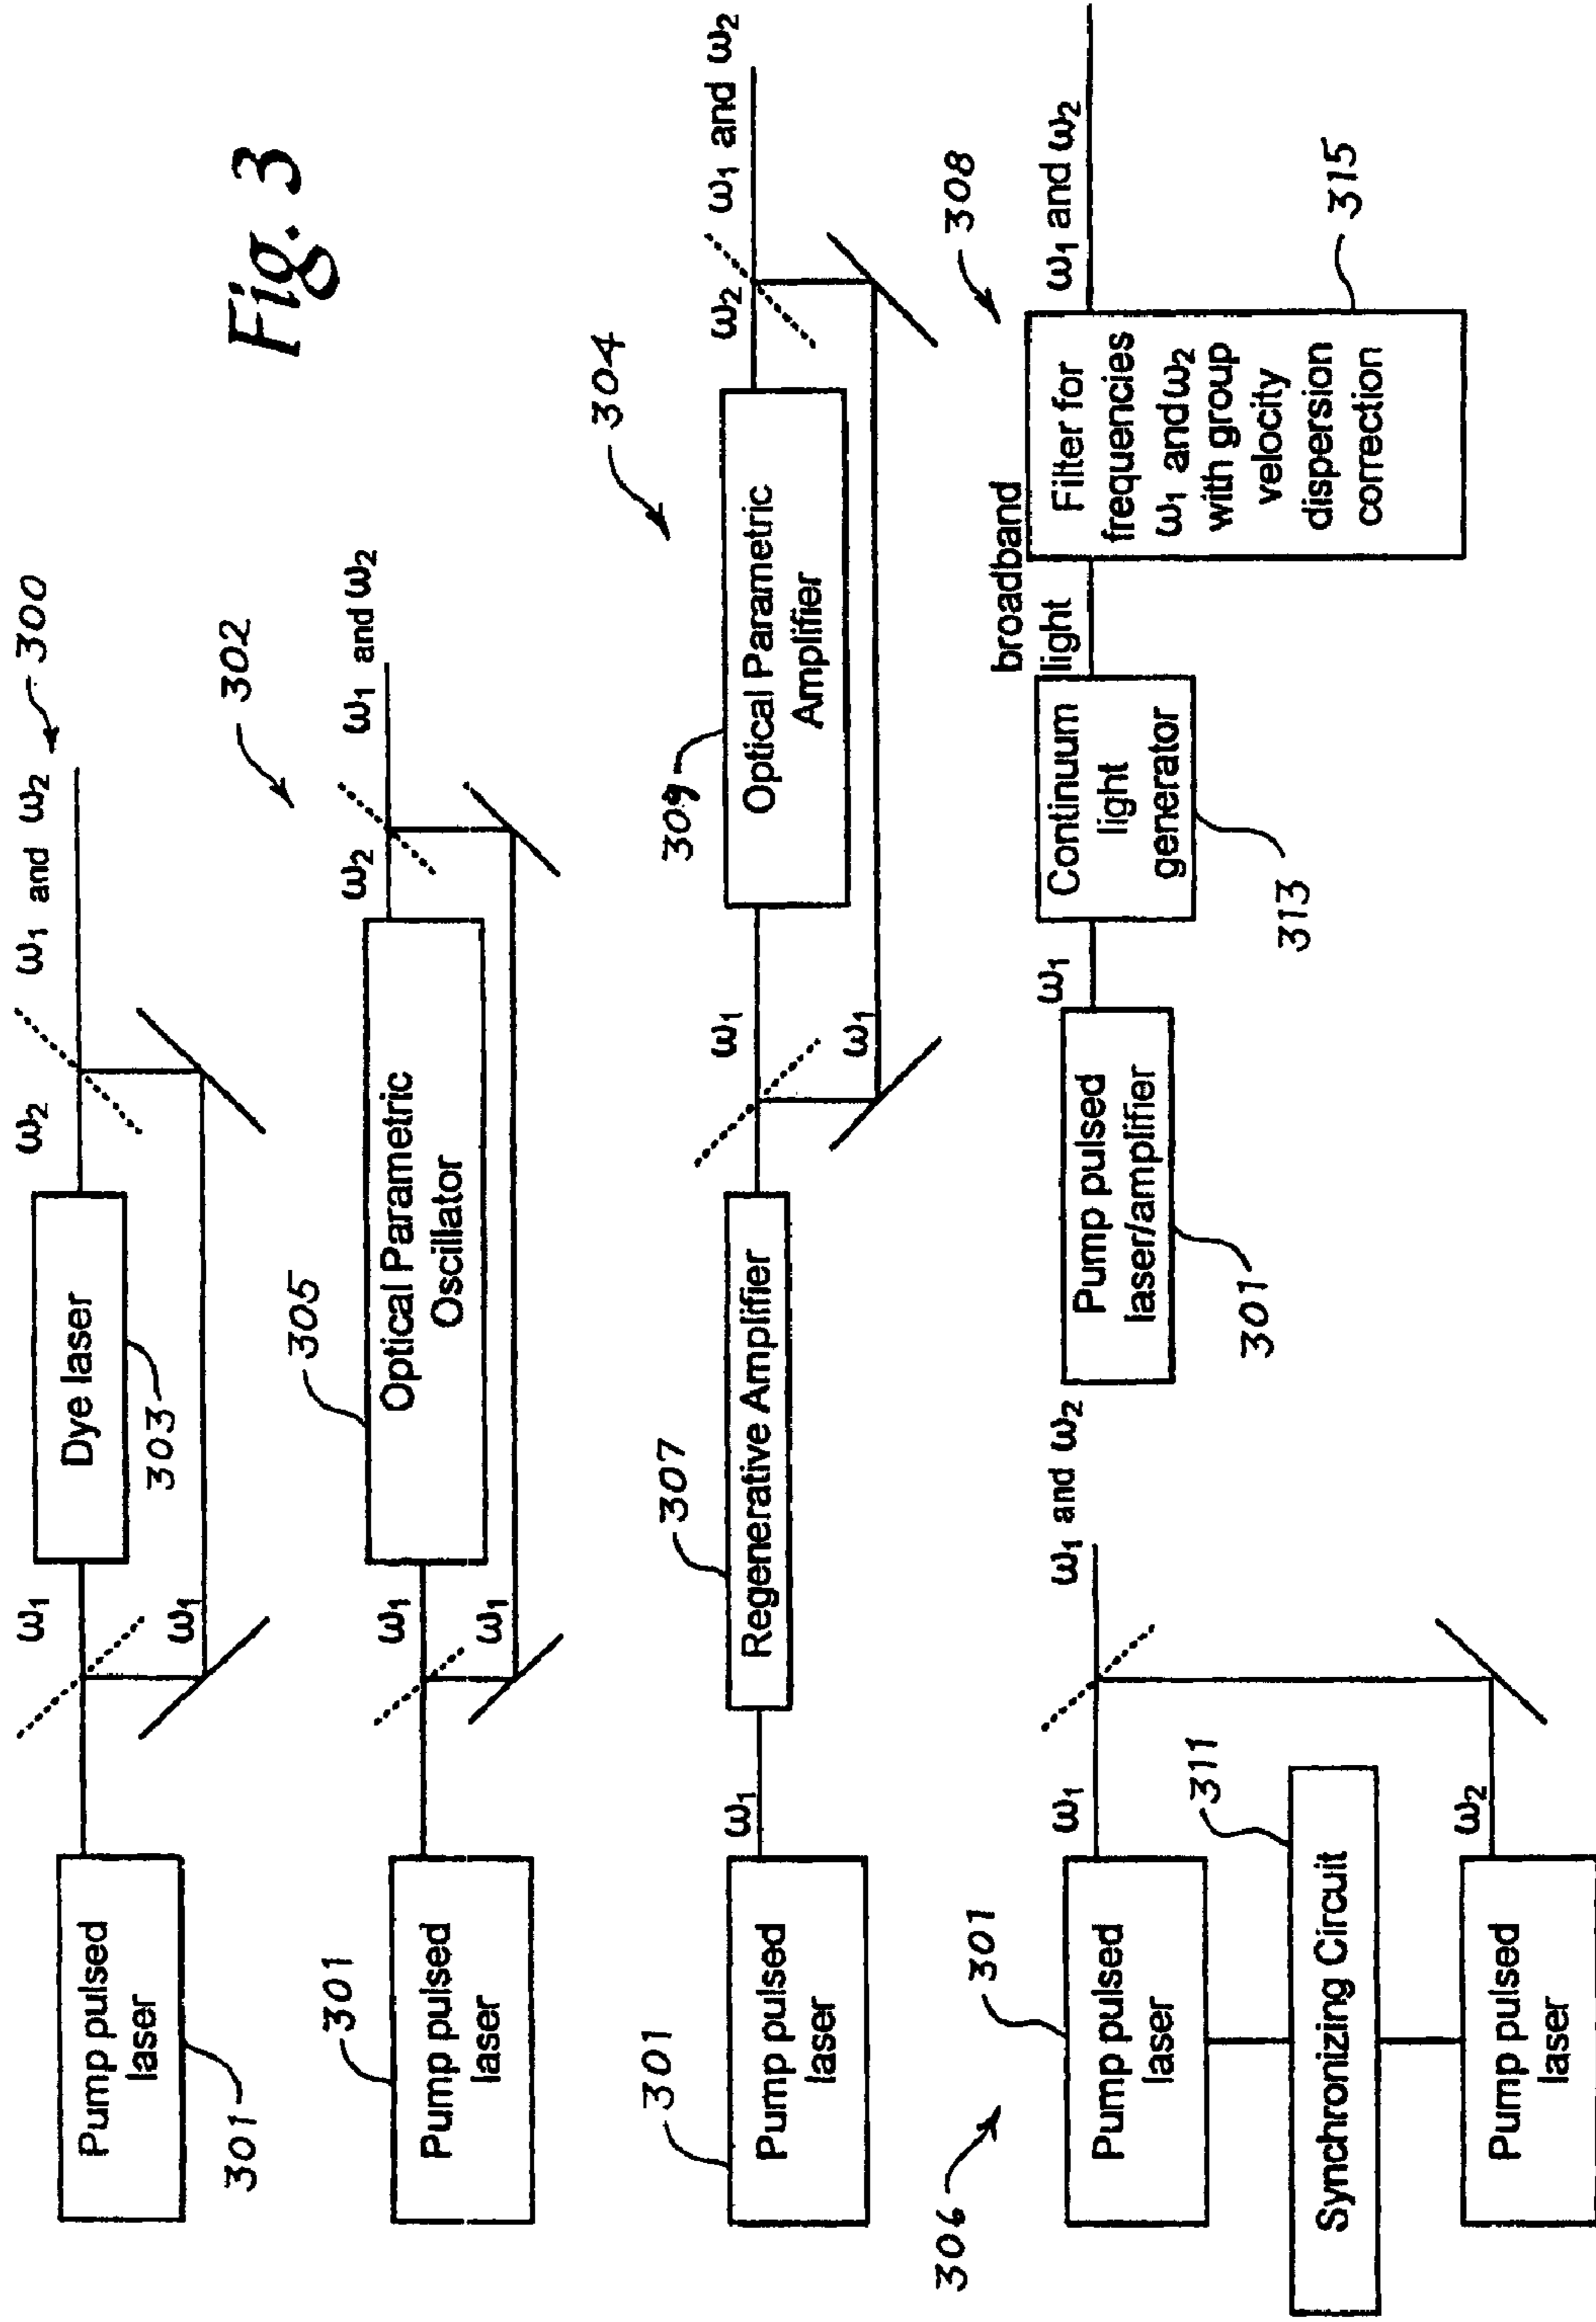 Fig. 3
ω1 and ω2
300
ω2
Dye laser
303
ω1
ω1
Pump pulsed
laser
301
302
ω1 and ω2
ω2
305
Optical Parametric
Oscillator
ω1
ω1
301
Pump pulsed
laser
304
ω1 and ω2
ω2
309
Optical Parametric
Amplifier
ω1
ω1
307
Regenerative Amplifier
ω1
301
Pump pulsed
laser
306
301
Pump pulsed
laser
ω1
ω1 and ω2
311
Synchronizing Circuit
Pump pulsed
laser
ω2
308
Pump pulsed
laser/amplifier
301
ω1
Continuum
light
generator
313
broadband
light
Filter for
frequencies
ω1 and ω2
with group
velocity
dispersion
correction
315
ω1 and ω2